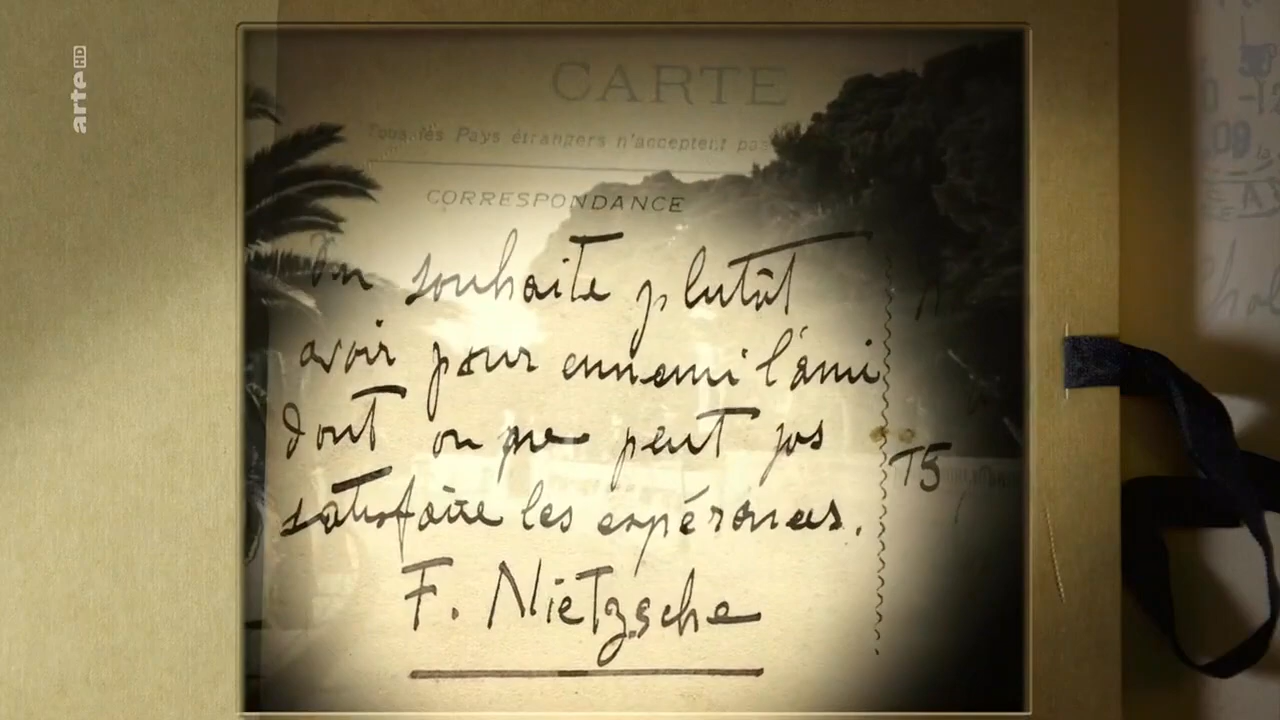 arte HD
CARTE
Tous les Pays étrangers n'acceptent pas
CORRESPONDANCE
On souhaite plutôt
avoir pour ennemi l'ami
dont on ne peut pas
satisfaire les espérances.
F. Nietzsche